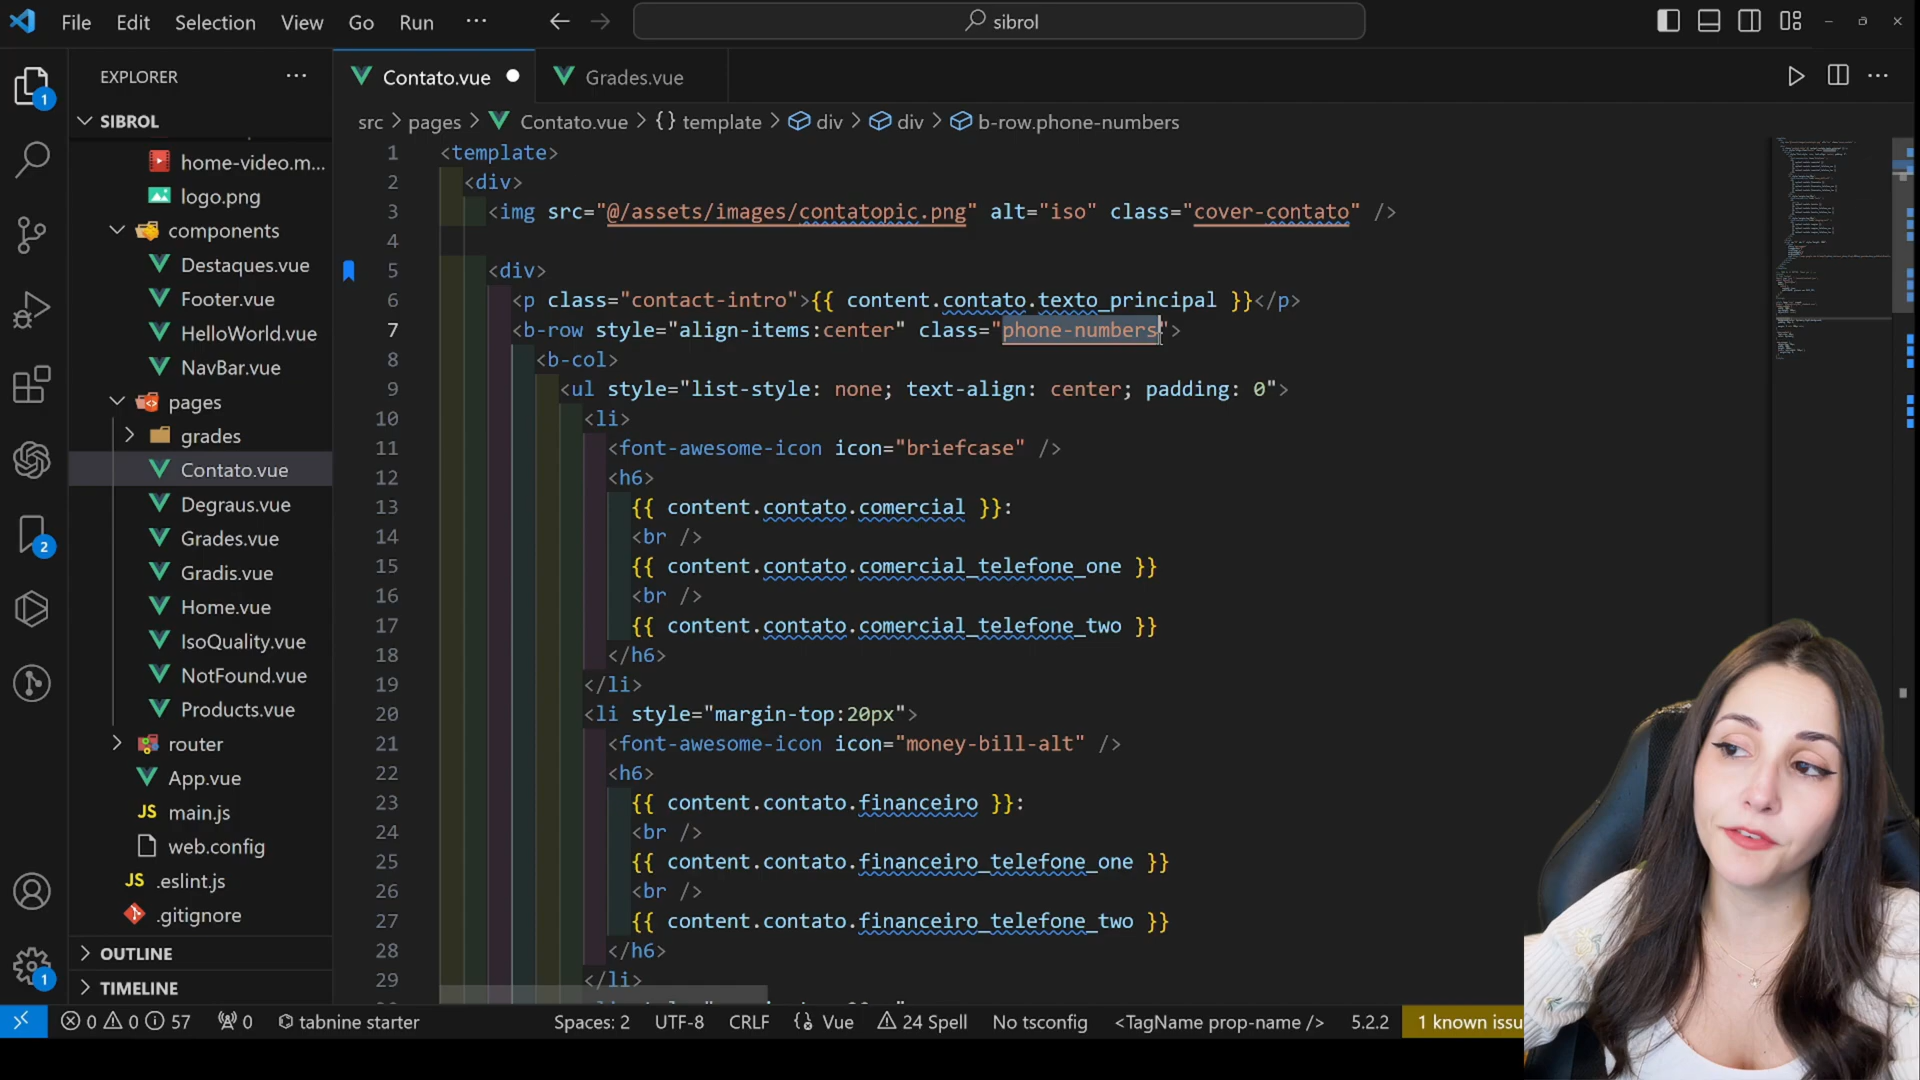 File Edit Selection View Go Run ··· sibrol
EXPLORER ···
SIBROL
home-video.m...
logo.png
components
Destaques.vue
Footer.vue
HelloWorld.vue
NavBar.vue
pages
grades
Contato.vue
Degraus.vue
Grades.vue
Gradis.vue
Home.vue
IsoQuality.vue
NotFound.vue
Products.vue
router
App.vue
JS main.js
web.config
JS .eslint.js
.gitignore
OUTLINE
TIMELINE
1
2
1
Contato.vue Grades.vue
src > pages > Contato.vue > {} template > div > div > b-row.phone-numbers
1 <template>
2 <div>
3 <img src="@/assets/images/contatopic.png" alt="iso" class="cover-contato" />
4
5 <div>
6 <p class="contact-intro">{{ content.contato.texto_principal }}</p>
7 <b-row style="align-items:center" class="phone-numbers">
8 <b-col>
9 <ul style="list-style: none; text-align: center; padding: 0">
10 <li>
11 <font-awesome-icon icon="briefcase" />
12 <h6>
13 {{ content.contato.comercial }}:
14 <br />
15 {{ content.contato.comercial_telefone_one }}
16 <br />
17 {{ content.contato.comercial_telefone_two }}
18 </h6>
19 </li>
20 <li style="margin-top:20px">
21 <font-awesome-icon icon="money-bill-alt" />
22 <h6>
23 {{ content.contato.financeiro }}:
24 <br />
25 {{ content.contato.financeiro_telefone_one }}
26 <br />
27 {{ content.contato.financeiro_telefone_two }}
28 </h6>
29 </li>
0 0 57 0 tabnine starter Spaces: 2 UTF-8 CRLF {} Vue 24 Spell No tsconfig <TagName prop-name /> 5.2.2 1 known issu